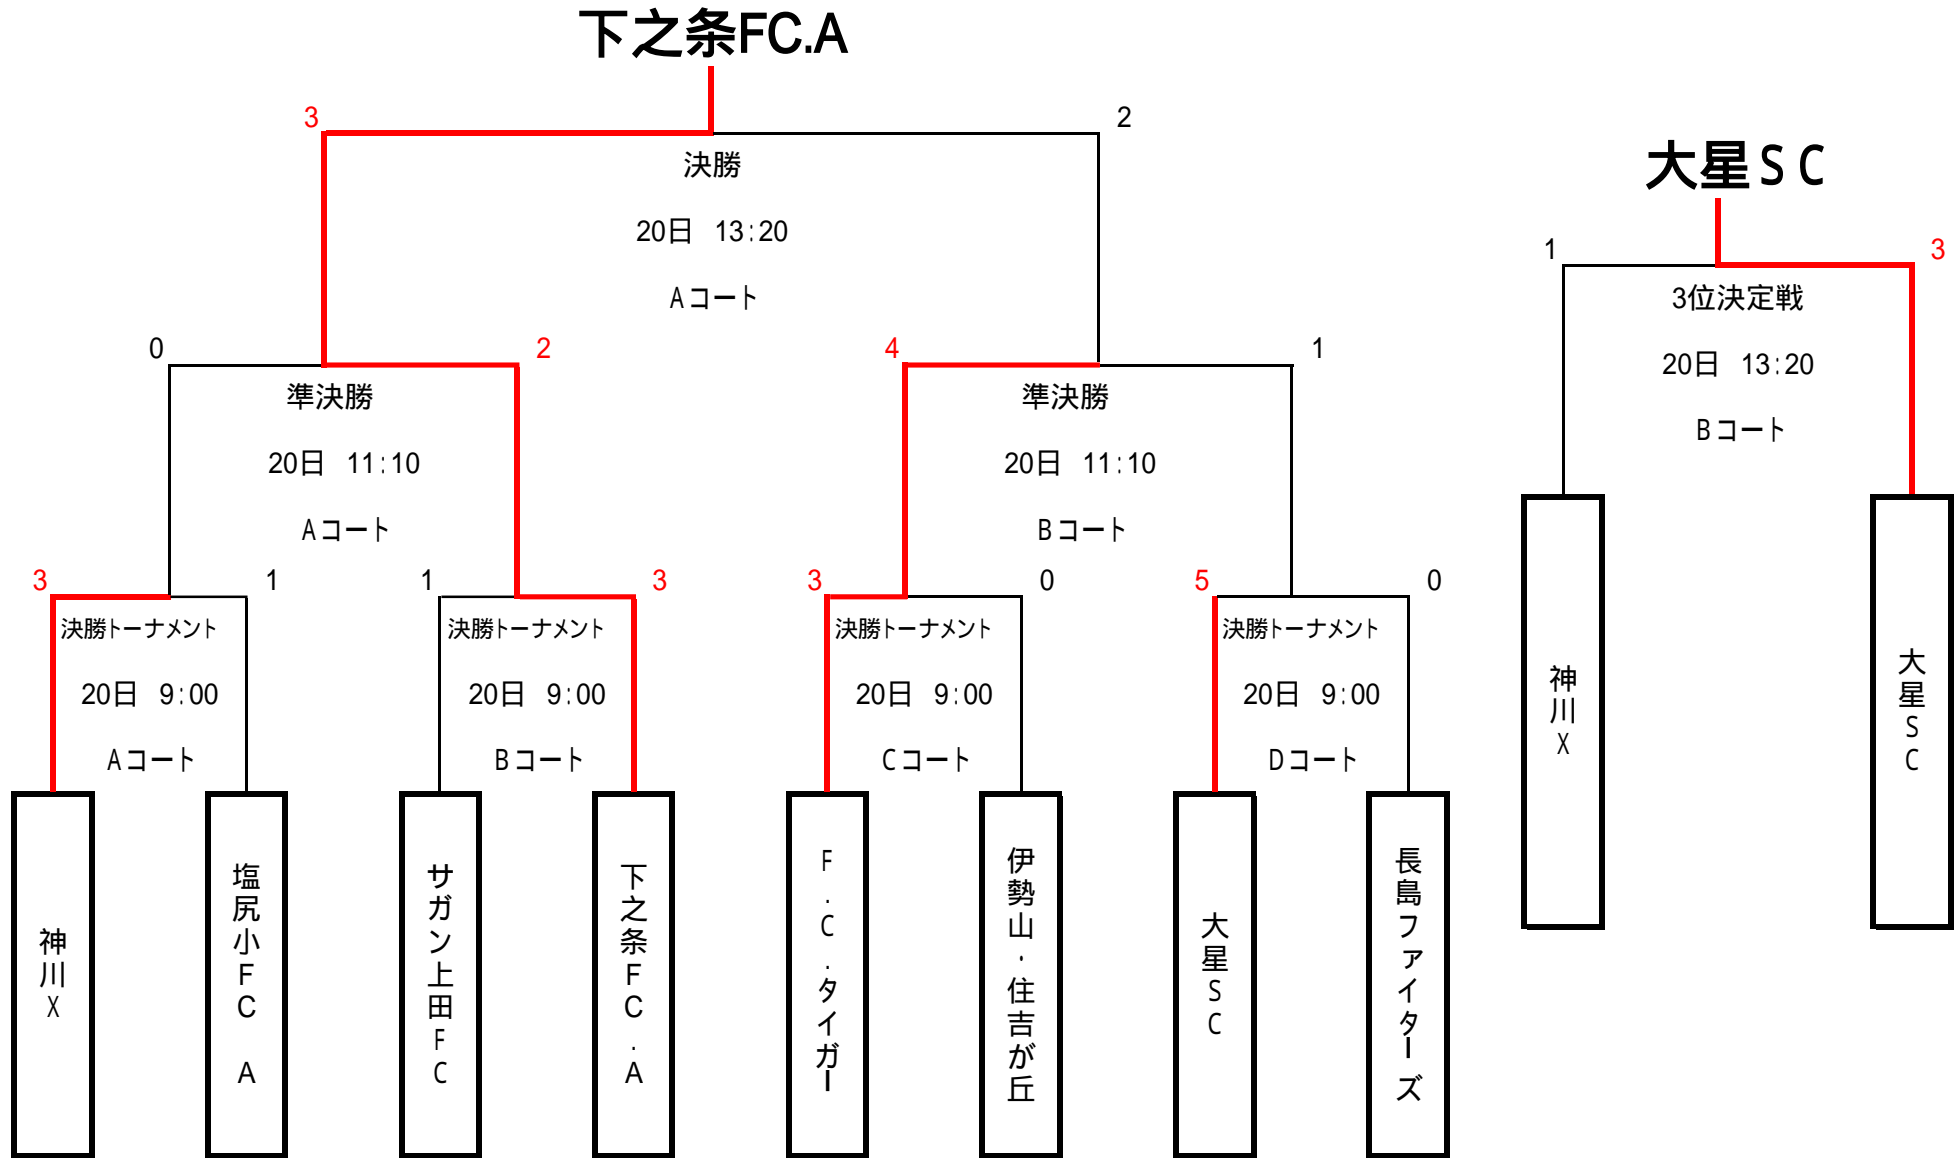 下之条FC.A
3
2
決勝
20日 13:20
Aコート
大星SC
1
3
3位決定戦
20日 13:20
Bコート
0
2
準決勝
20日 11:10
Aコート
4
1
準決勝
20日 11:10
Bコート
3
1
決勝トーナメント
20日 9:00
Aコート
1
3
決勝トーナメント
20日 9:00
Bコート
3
0
決勝トーナメント
20日 9:00
Cコート
5
0
決勝トーナメント
20日 9:00
Dコート
神川X
塩尻小FC A
サガン上田FC
下之条FC.A
F.C.タイガー
伊勢山・住吉が丘
大星SC
長島ファイターズ
神川X
大星SC